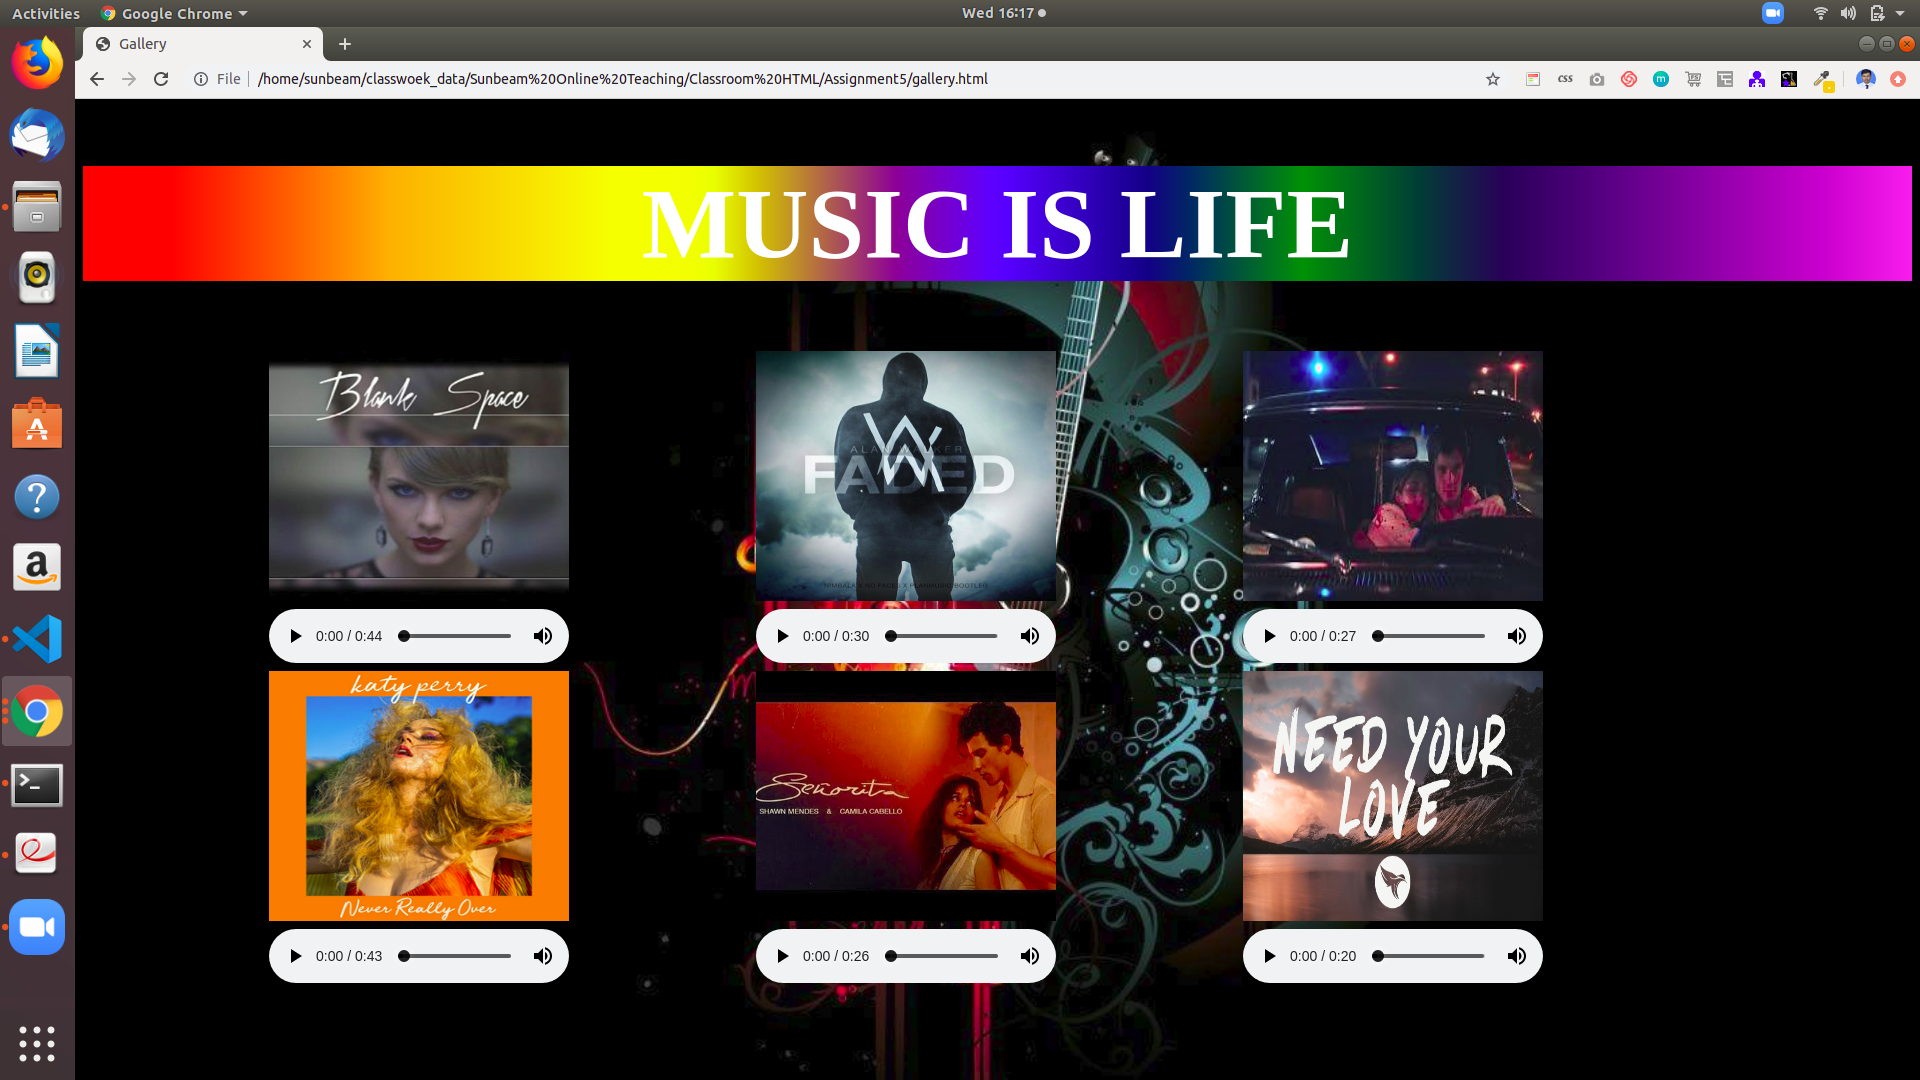 Activities Google Chrome Wed 16:17
Gallery
File /home/sunbeam/classwoek_data/Sunbeam%20Online%20Teaching/Classroom%20HTML/Assignment5/gallery.html
css
m
MUSIC IS LIFE
Blank Space
ALAN WALKER
FADED
0:00 / 0:44
0:00 / 0:30
0:00 / 0:27
katy perry
Never Really Over
Señorita
SHAWN MENDES & CAMILA CABELLO
NEED YOUR
LOVE
0:00 / 0:43
0:00 / 0:26
0:00 / 0:20